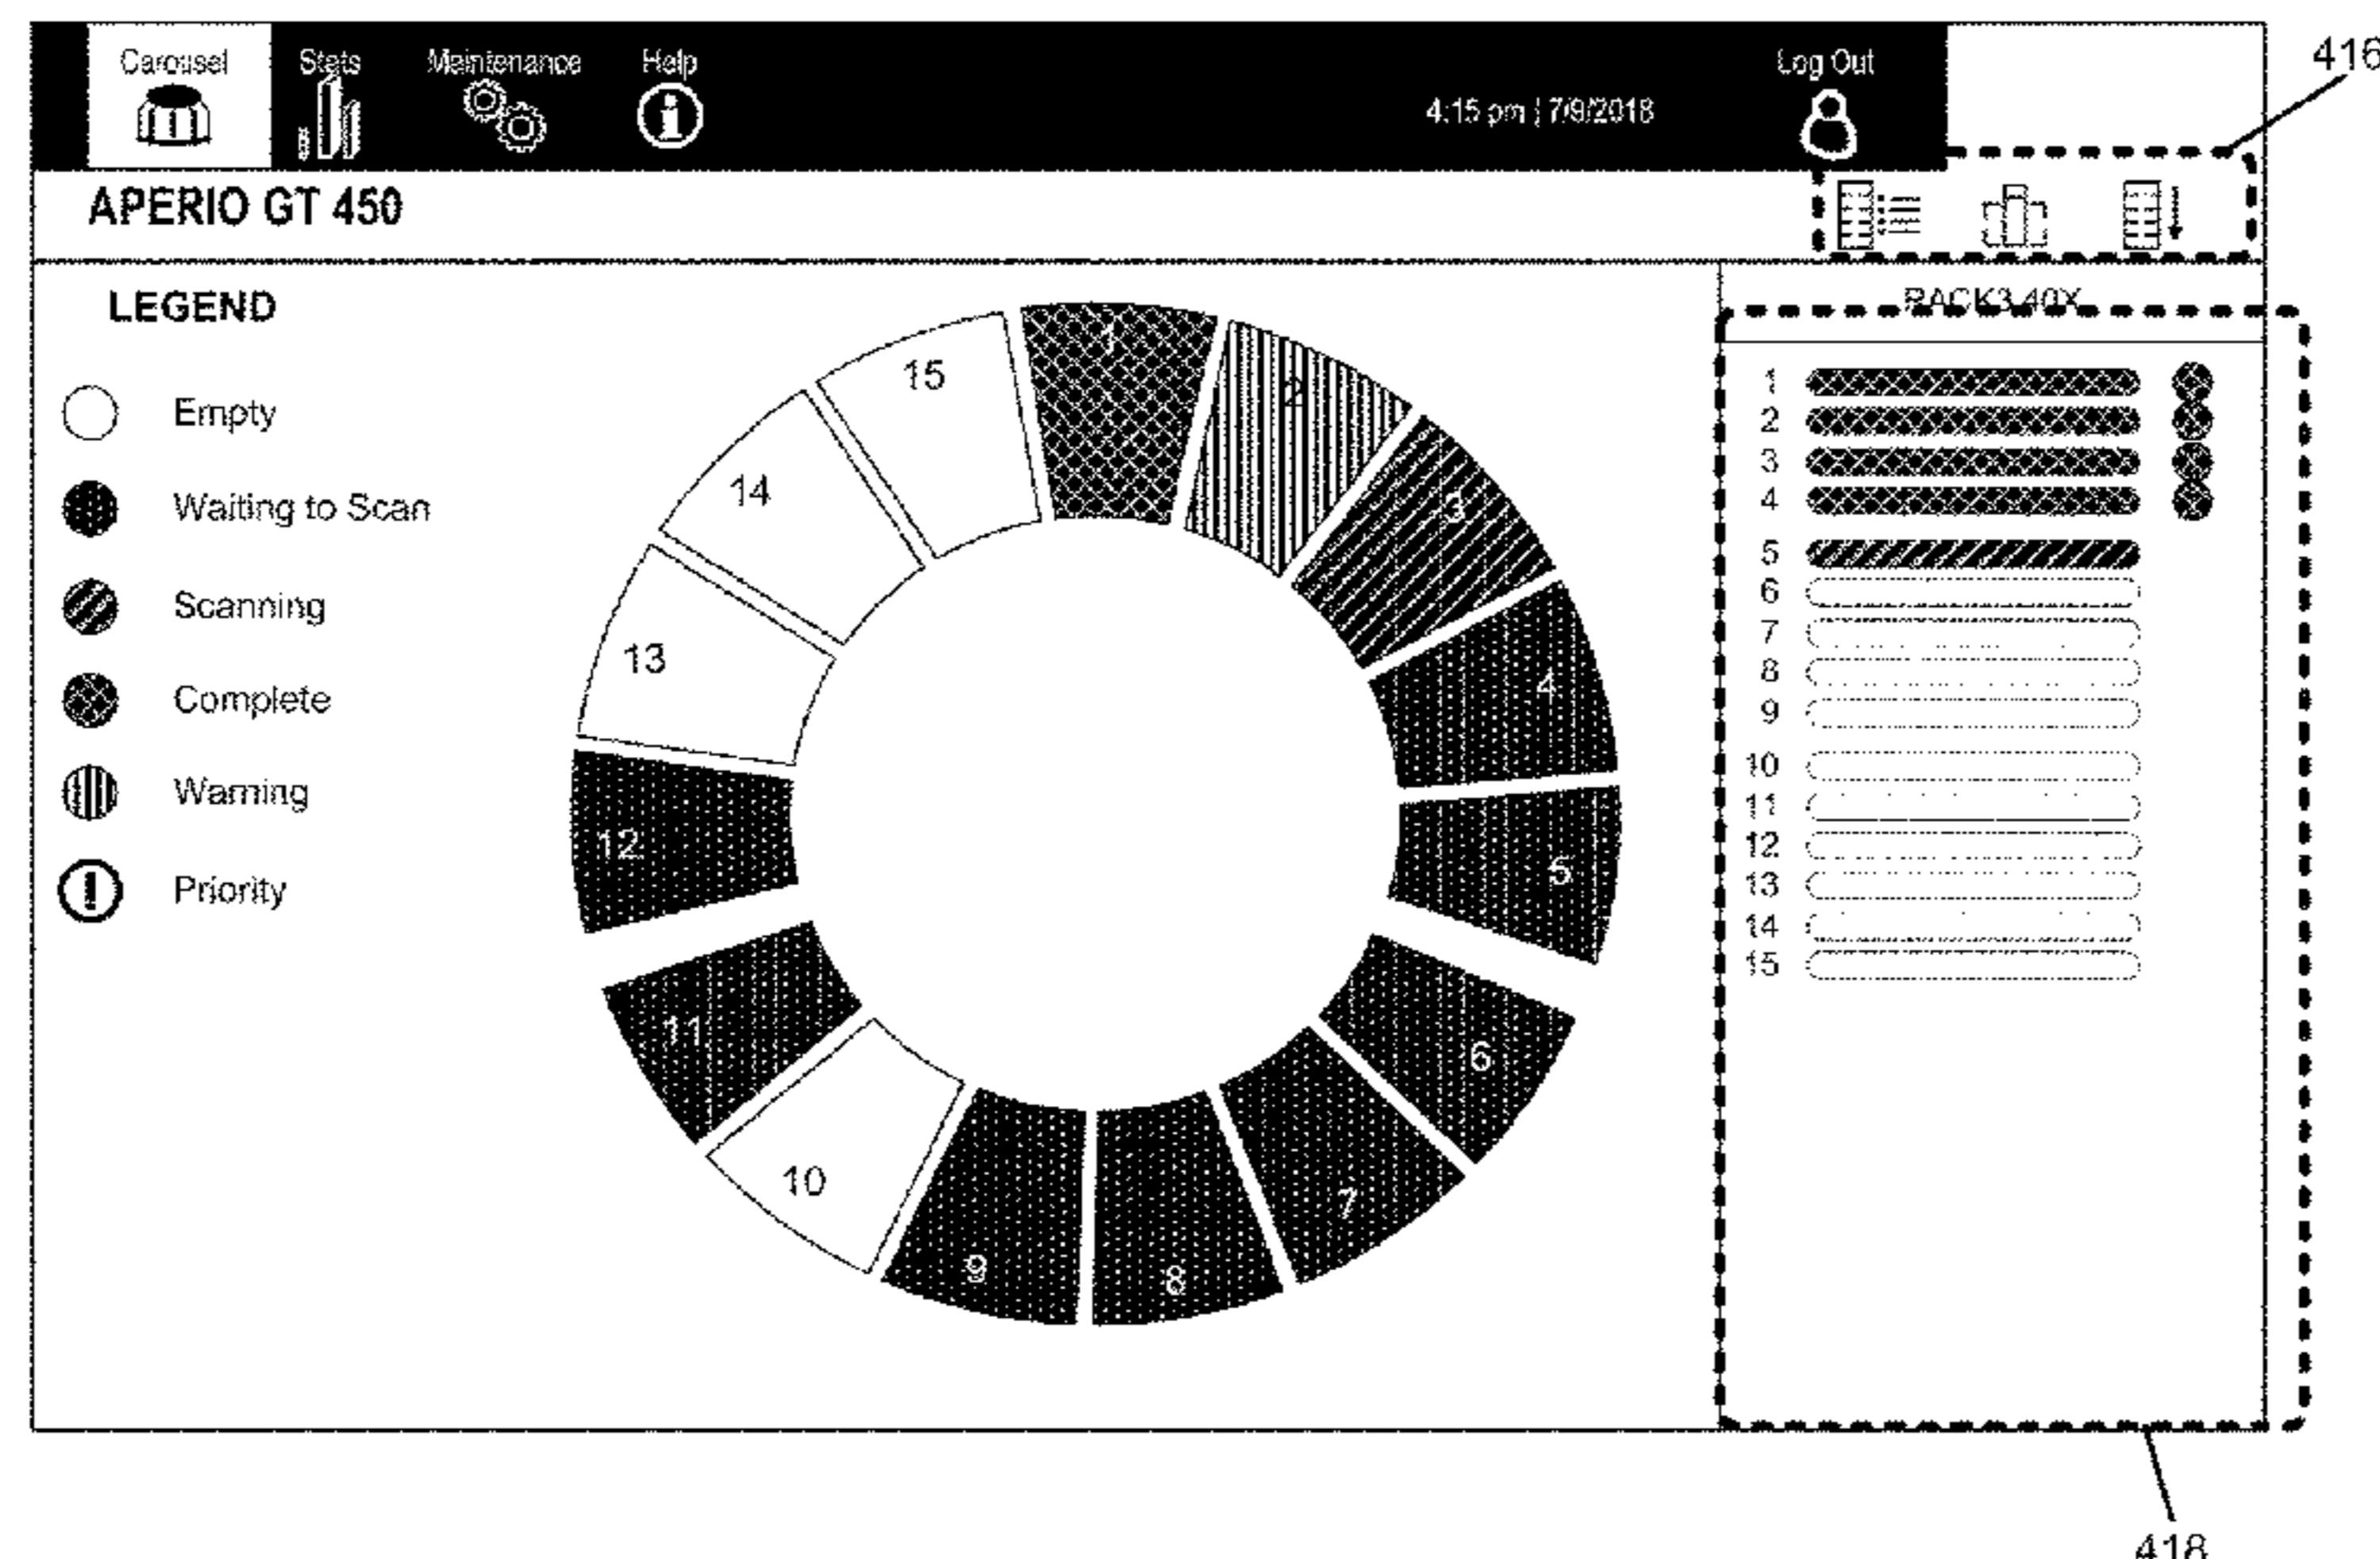 Carousel
Stats
Maintenance
Help
4:15 pm | 7/9/2018
Log Out
416
APERIO GT 450
LEGEND
Empty
Waiting to Scan
Scanning
Complete
Warning
Priority
1
2
3
4
5
6
7
8
9
10
11
12
13
14
15
RACK3 40X
1
2
3
4
5
6
7
8
9
10
11
12
13
14
15
418